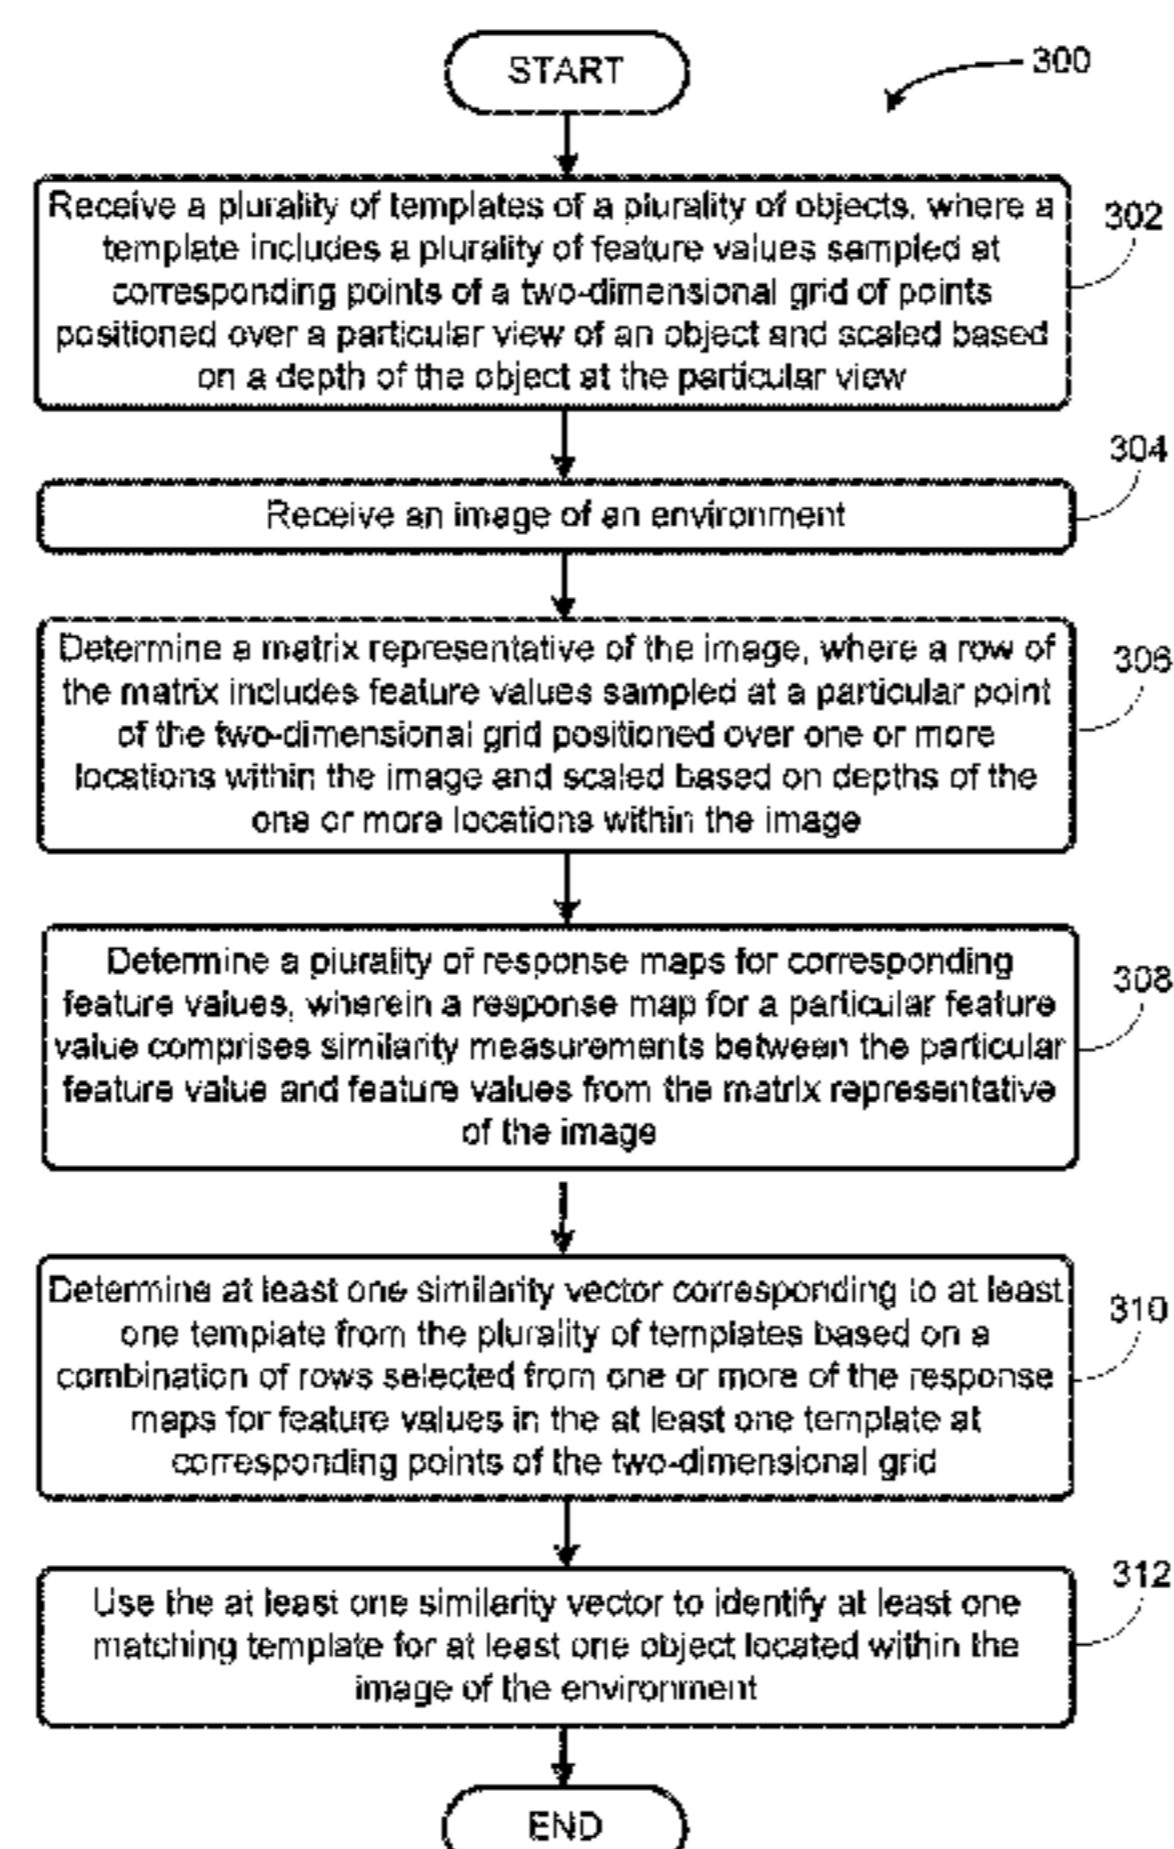 START
300
Receive a plurality of templates of a plurality of objects, where a
template includes a plurality of feature values sampled at
corresponding points of a two-dimensional grid of points
positioned over a particular view of an object and scaled based
on a depth of the object at the particular view
302
Receive an image of an environment
304
Determine a matrix representative of the image, where a row of
the matrix includes feature values sampled at a particular point
of the two-dimensional grid positioned over one or more
locations within the image and scaled based on depths of the
one or more locations within the image
306
Determine a plurality of response maps for corresponding
feature values, wherein a response map for a particular feature
value comprises similarity measurements between the particular
feature value and feature values from the matrix representative
of the image
308
Determine at least one similarity vector corresponding to at least
one template from the plurality of templates based on a
combination of rows selected from one or more of the response
maps for feature values in the at least one template at
corresponding points of the two-dimensional grid
310
Use the at least one similarity vector to identify at least one
matching template for at least one object located within the
image of the environment
312
END